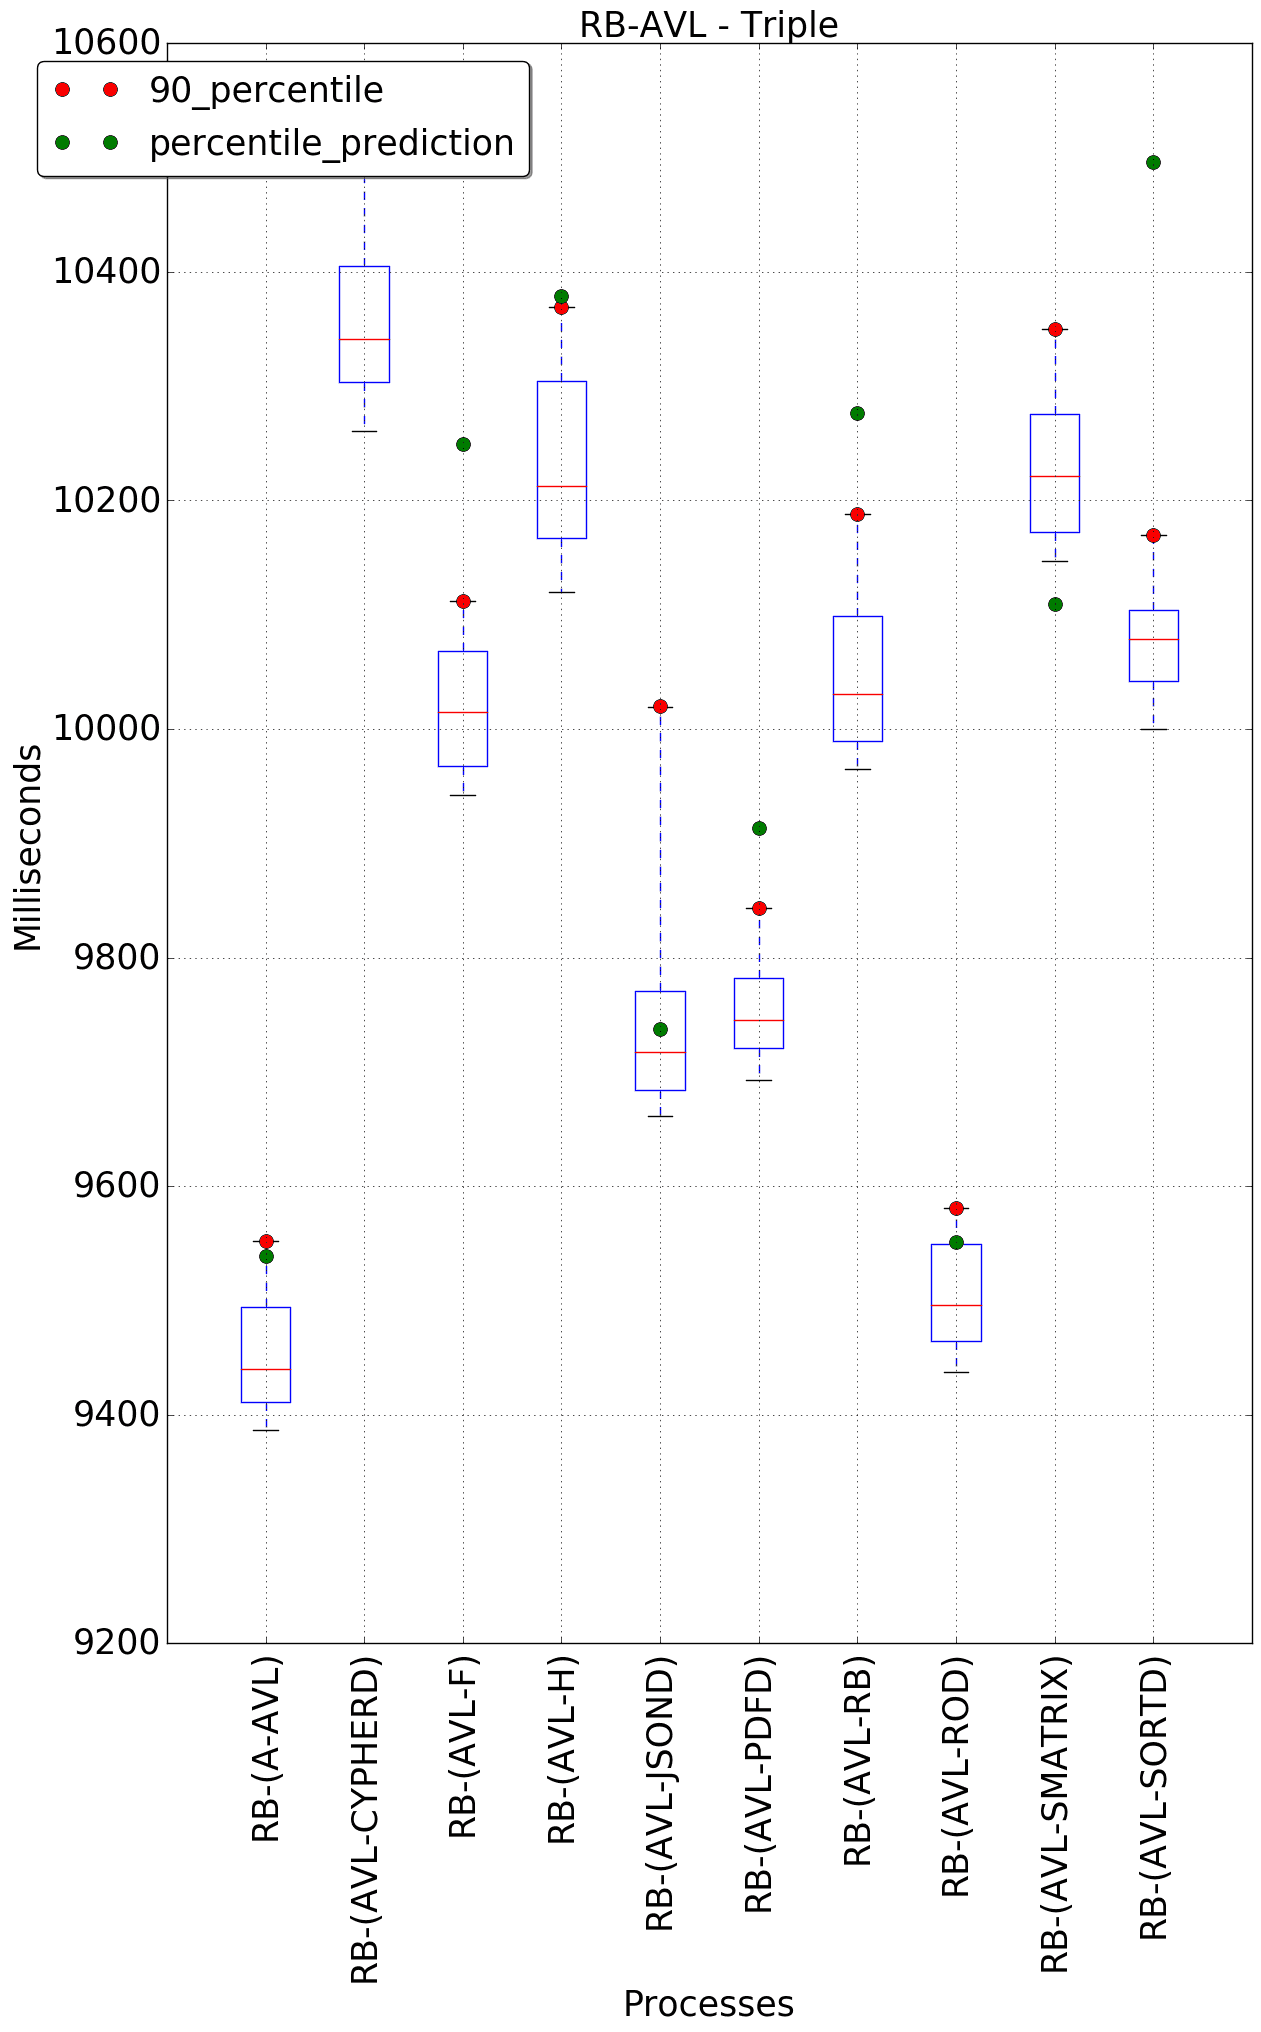 RB-AVL - Triple
90_percentile
percentile_prediction
10600
10400
10200
10000
9800
9600
9400
9200
Milliseconds
RB-(A-AVL)
RB-(AVL-CYPHERD)
RB-(AVL-F)
RB-(AVL-H)
RB-(AVL-JSOND)
RB-(AVL-PDFD)
RB-(AVL-RB)
RB-(AVL-ROD)
RB-(AVL-SMATRIX)
RB-(AVL-SORTD)
Processes